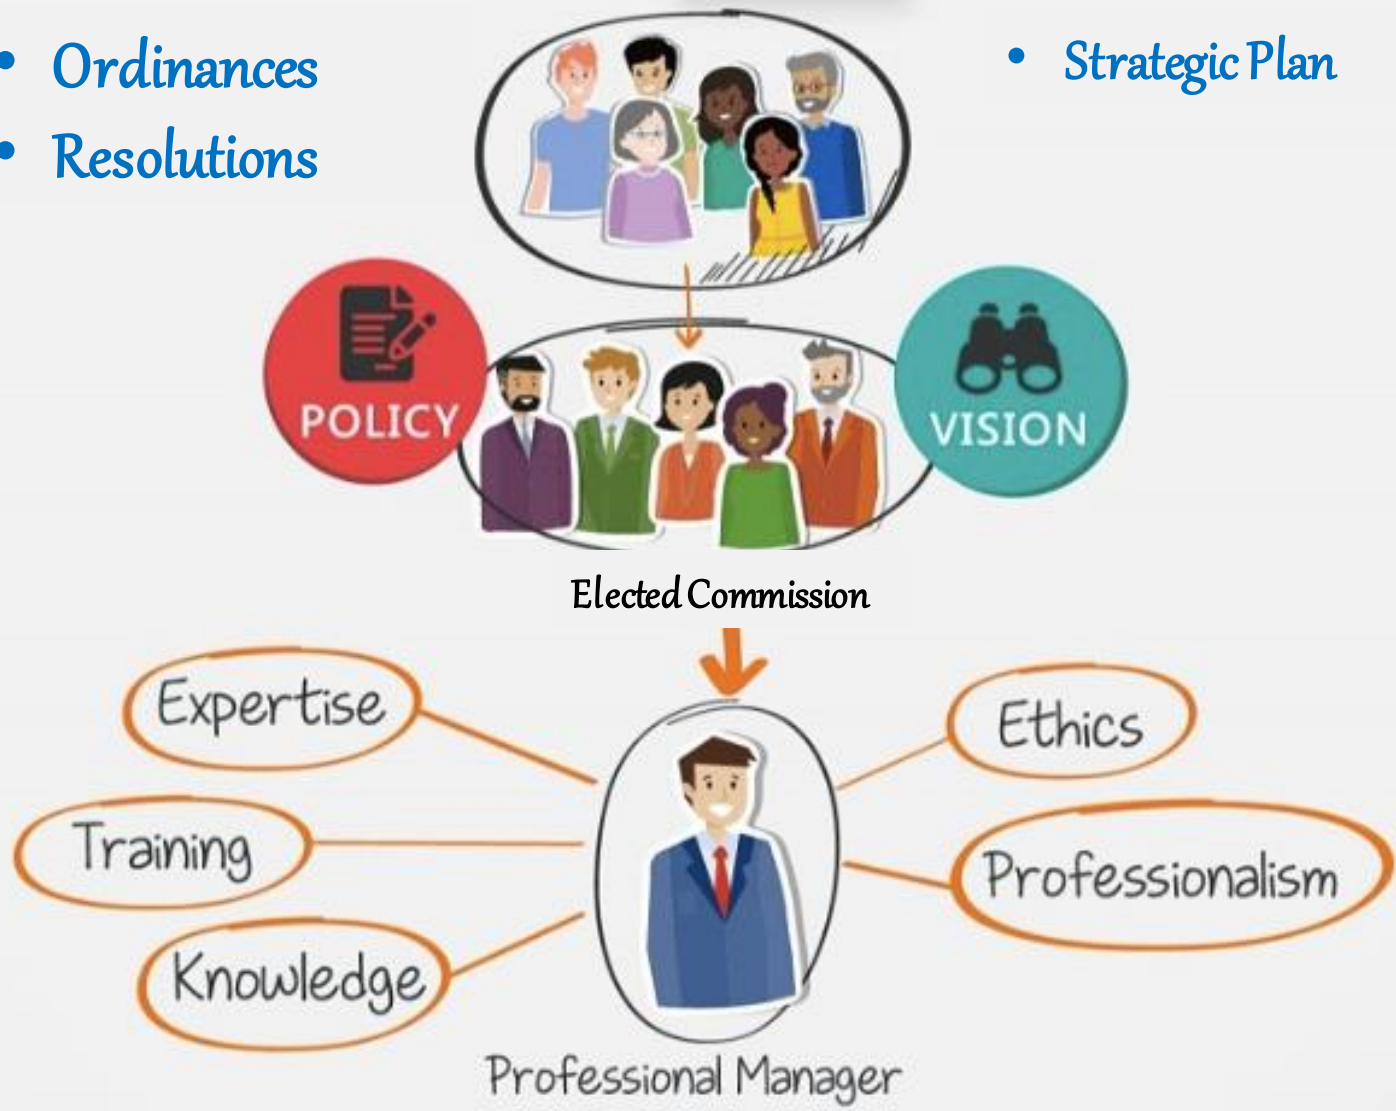 • Ordinances
• Resolutions
• Strategic Plan
POLICY
VISION
Elected Commission
Expertise
Ethics
Training
Professionalism
Knowledge
Professional Manager